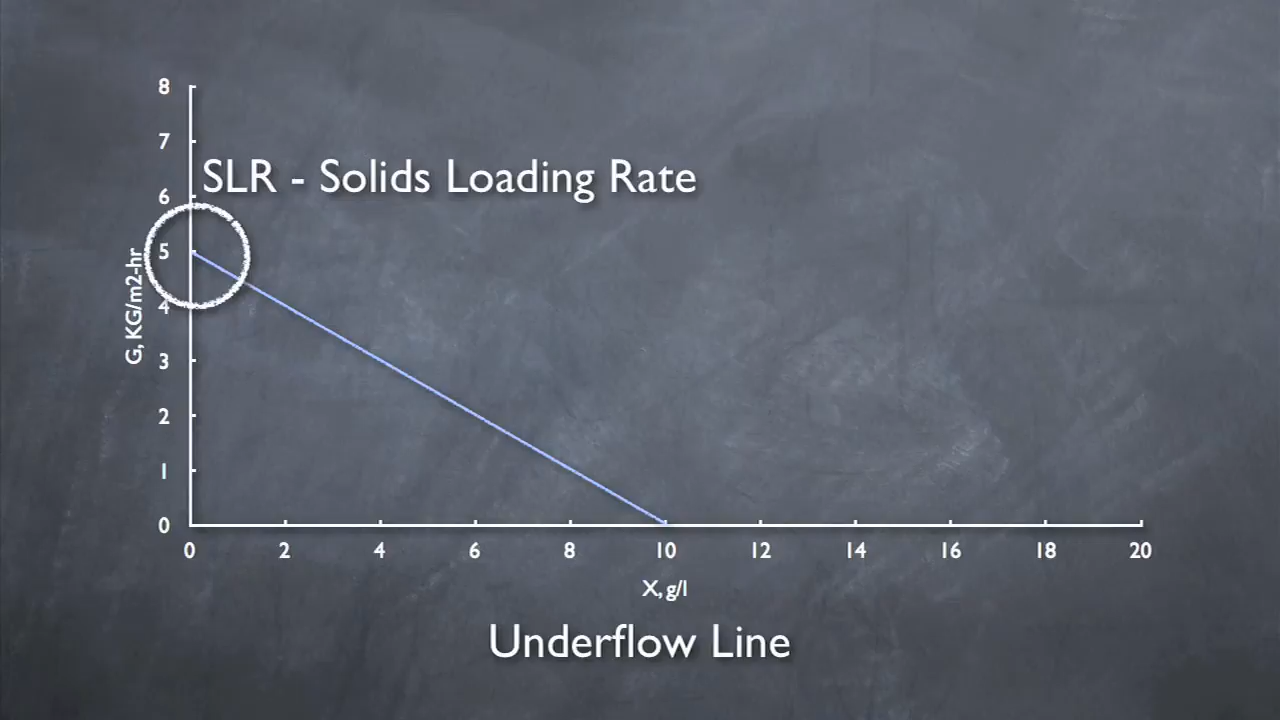 8
7
SLR - Solids Loading Rate
6
5
G, KG/m2-hr
4
3
2
1
0
0 2 4 6 8 10 12 14 16 18 20
X, g/l
Underflow Line